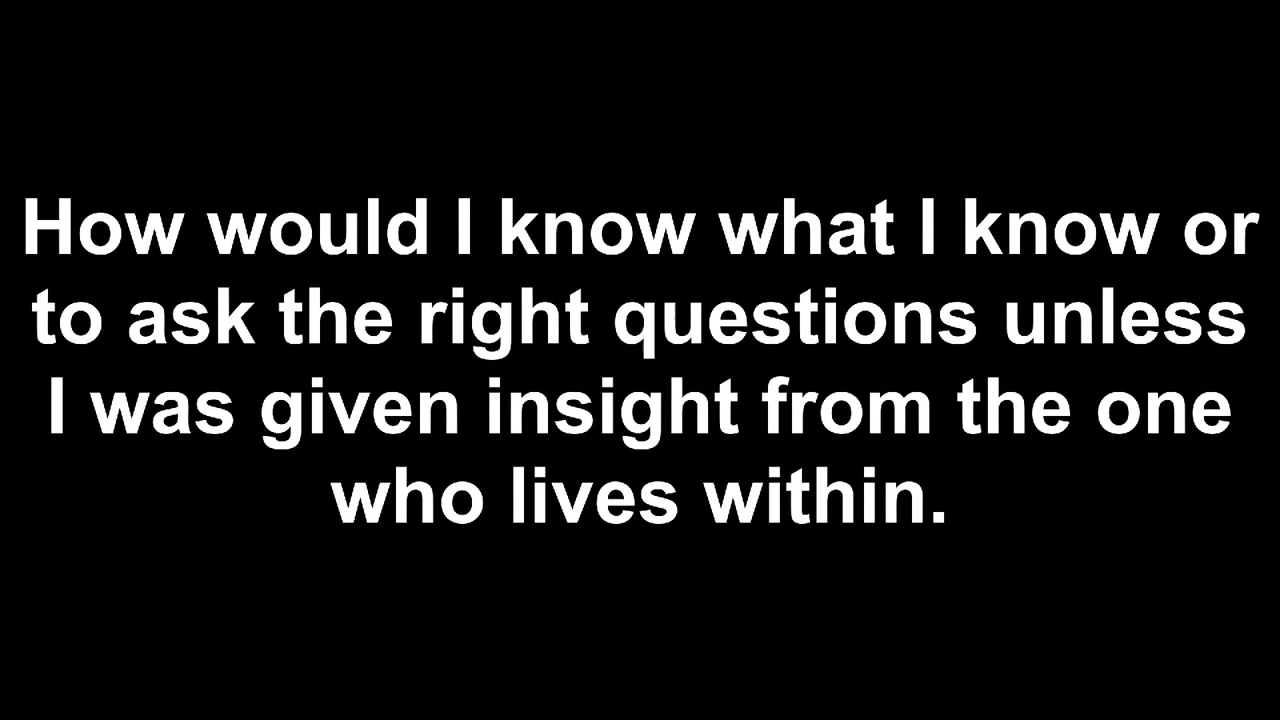 How would I know what I know or
to ask the right questions unless
I was given insight from the one
who lives within.